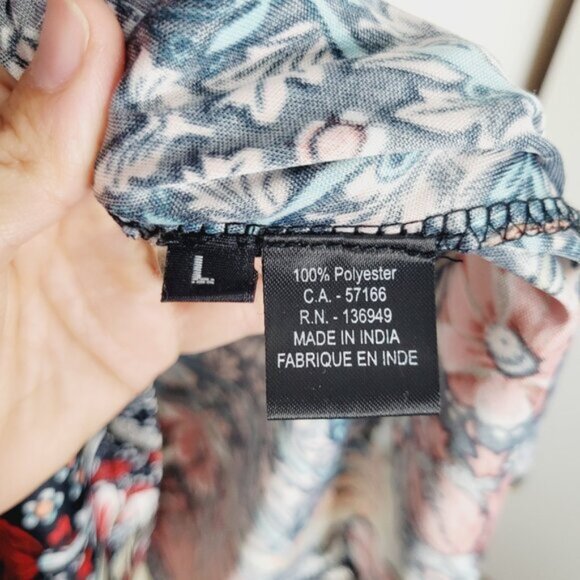 L
100% Polyester
C.A. - 57166
R.N. - 136949
MADE IN INDIA
FABRIQUE EN INDE